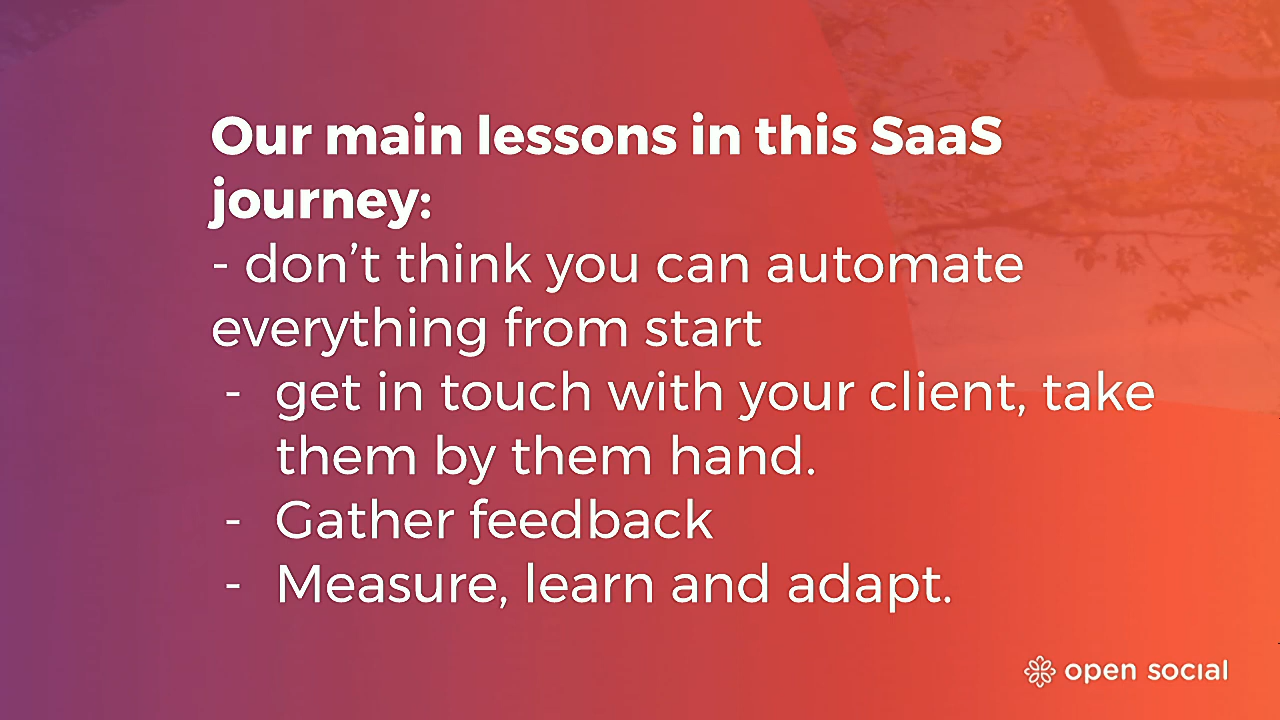 Our main lessons in this SaaS
journey:
- don’t think you can automate
everything from start
- get in touch with your client, take
them by them hand.
- Gather feedback
- Measure, learn and adapt.
open social